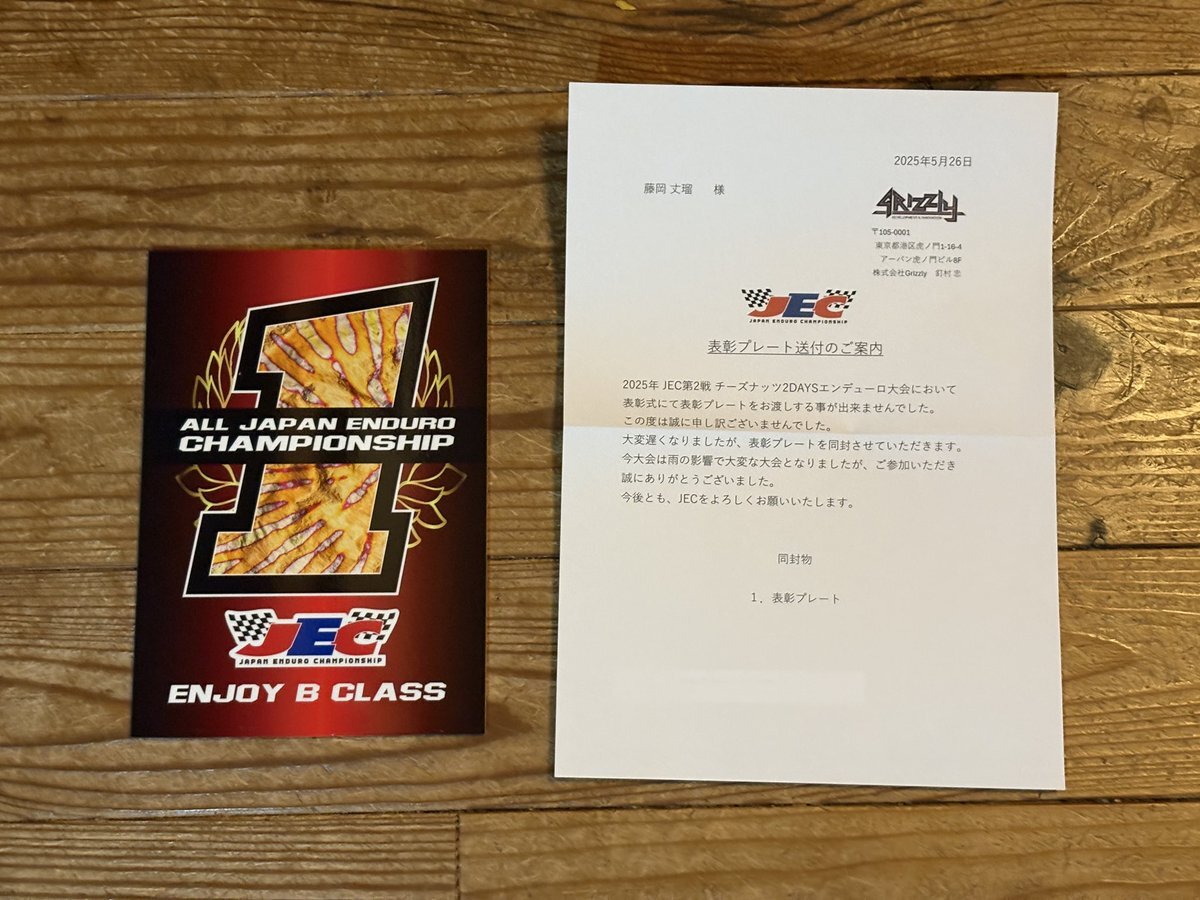 1
ALL JAPAN ENDURO
CHAMPIONSHIP
JEC
JAPAN ENDURO CHAMPIONSHIP
ENJOY B CLASS
2025年5月26日
藤岡 丈瑠 様
GRIZZLY
〒105-0001
東京都港区虎ノ門1-16-4
アーバン虎ノ門ビル8F
株式会社Grizzly 釘村 忠
JEC
JAPAN ENDURO CHAMPIONSHIP
表彰プレート送付のご案内
2025年 JEC第2戦 チーズナッツ2DAYSエンデューロ大会において
表彰式にて表彰プレートをお渡しする事が出来ませんでした。
この度は誠に申し訳ございませんでした。
大変遅くなりましたが、表彰プレートを同封させていただきます。
今大会は雨の影響で大変な大会となりましたが、ご参加いただき
誠にありがとうございました。
今後とも、JECをよろしくお願いいたします。
同封物
1．表彰プレート